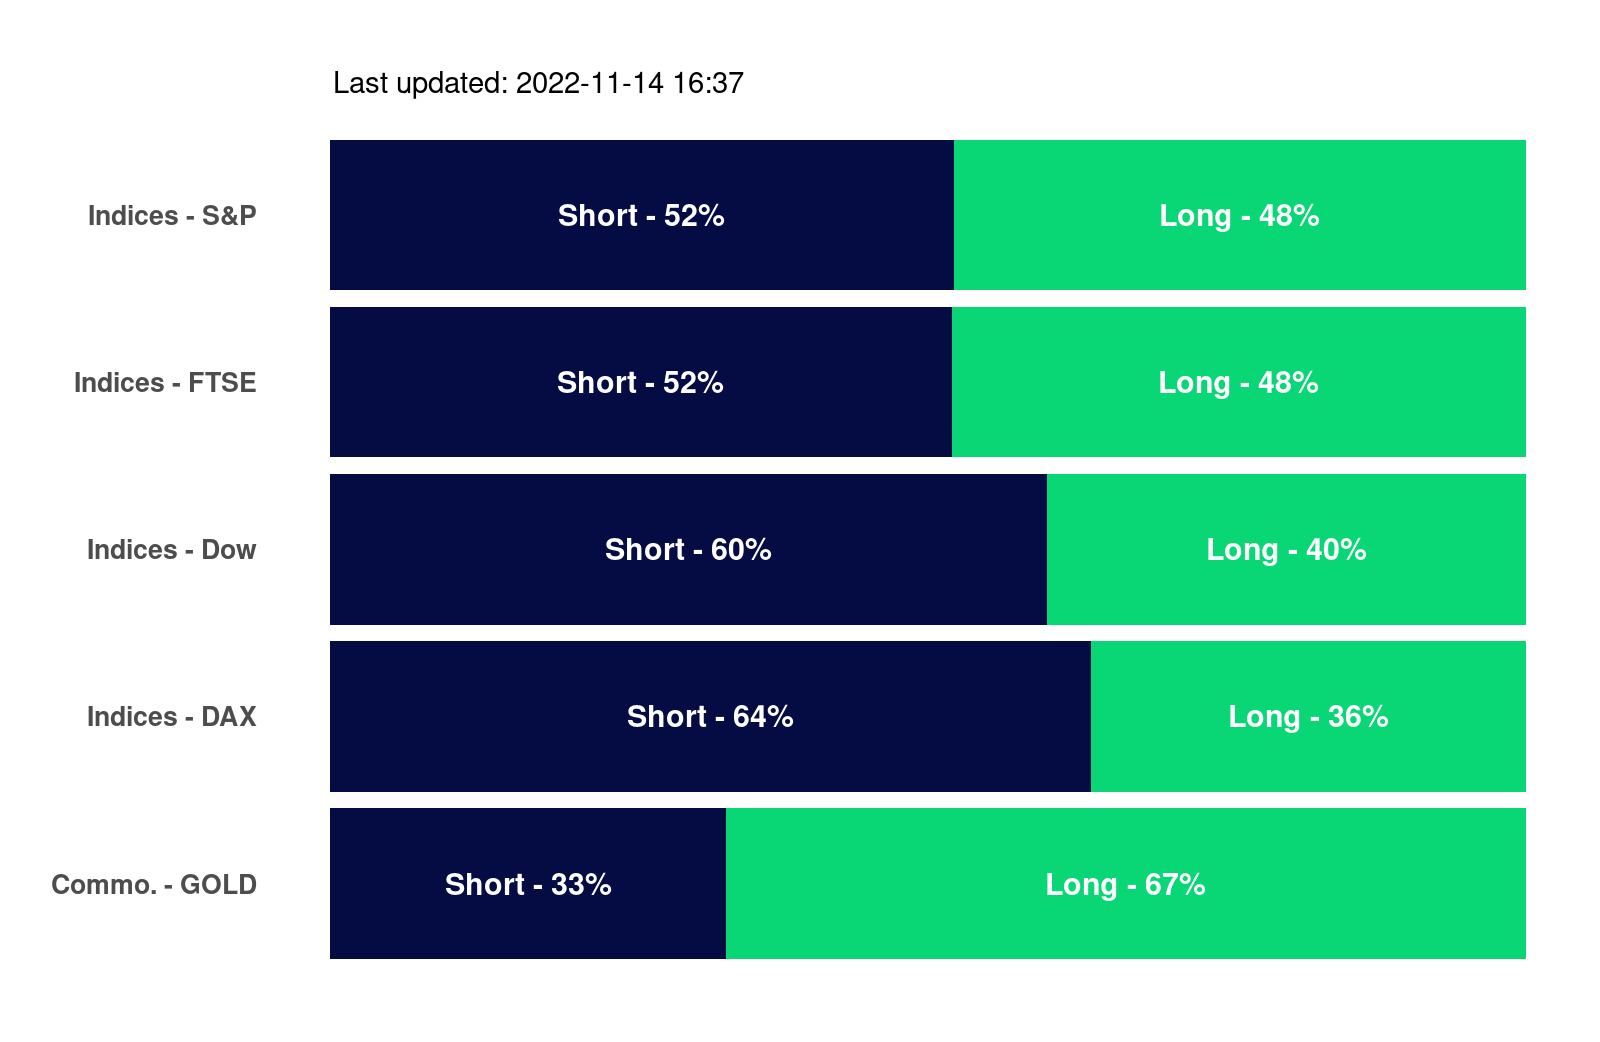 Last updated: 2022-11-14 16:37
Indices - S&P Short - 52% Long - 48%
Indices - FTSE Short - 52% Long - 48%
Indices - Dow Short - 60% Long - 40%
Indices - DAX Short - 64% Long - 36%
Commo. - GOLD Short - 33% Long - 67%